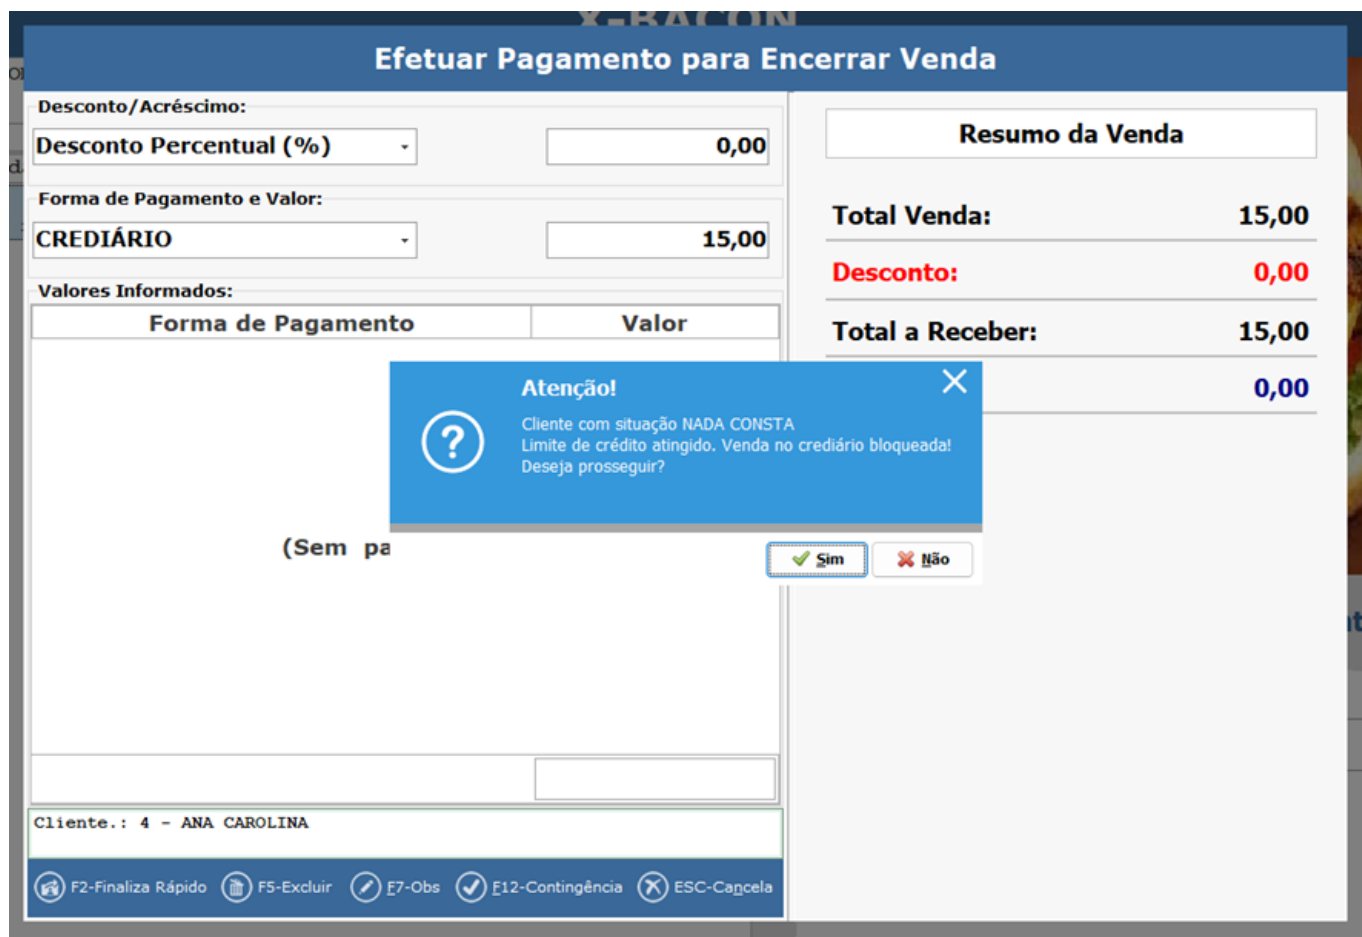 X-BACON
Efetuar Pagamento para Encerrar Venda
Desconto/Acréscimo:
Desconto Percentual (%)
0,00
Forma de Pagamento e Valor:
CREDIÁRIO
15,00
Valores Informados:
Forma de Pagamento
Valor
(Sem pa
Cliente.: 4 - ANA CAROLINA
F2-Finaliza Rápido
F5-Excluir
F7-Obs
F12-Contingência
ESC-Cancela
Resumo da Venda
Total Venda: 15,00
Desconto: 0,00
Total a Receber: 15,00
0,00
Atenção!
Cliente com situação NADA CONSTA
Limite de crédito atingido. Venda no crediário bloqueada!
Deseja prosseguir?
Sim
Não